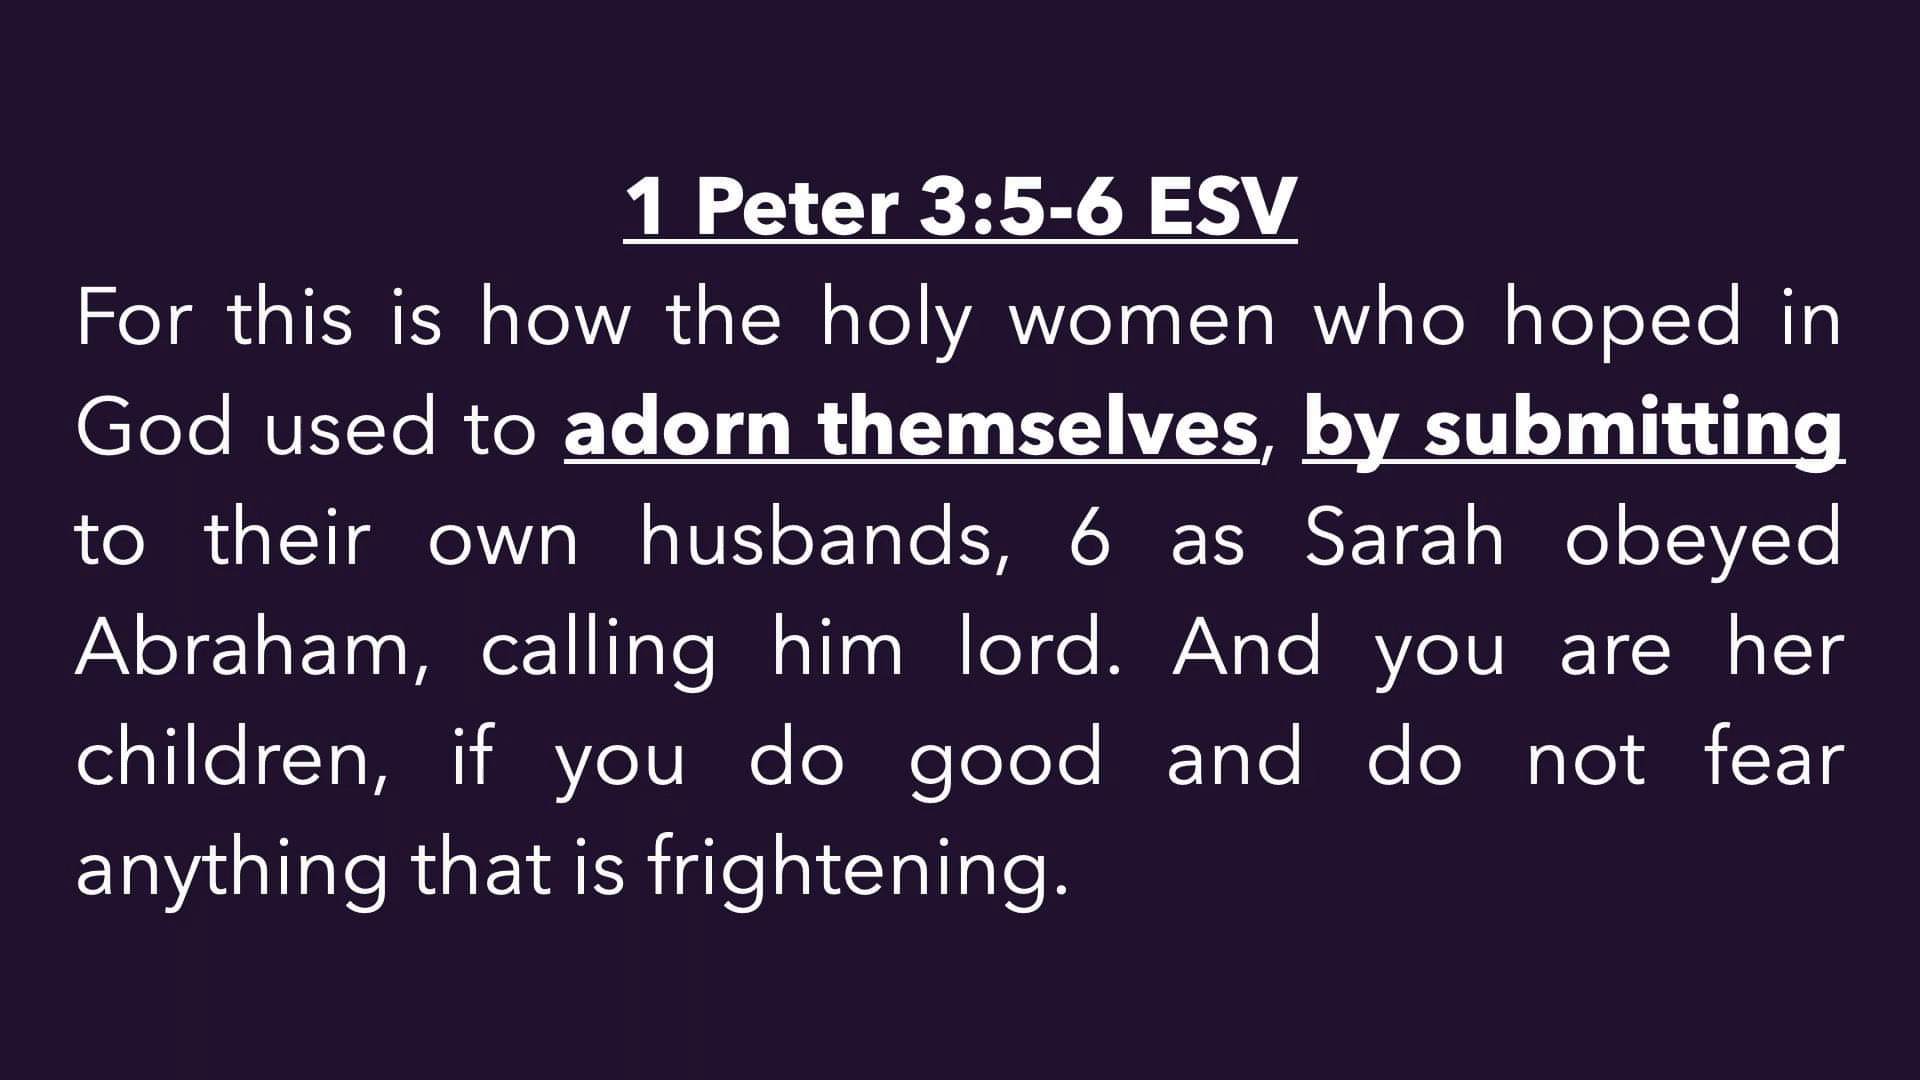 1 Peter 3:5-6 ESV
For this is how the holy women who hoped in
God used to adorn themselves, by submitting
to their own husbands, 6 as Sarah obeyed
Abraham, calling him lord. And you are her
children, if you do good and do not fear
anything that is frightening.